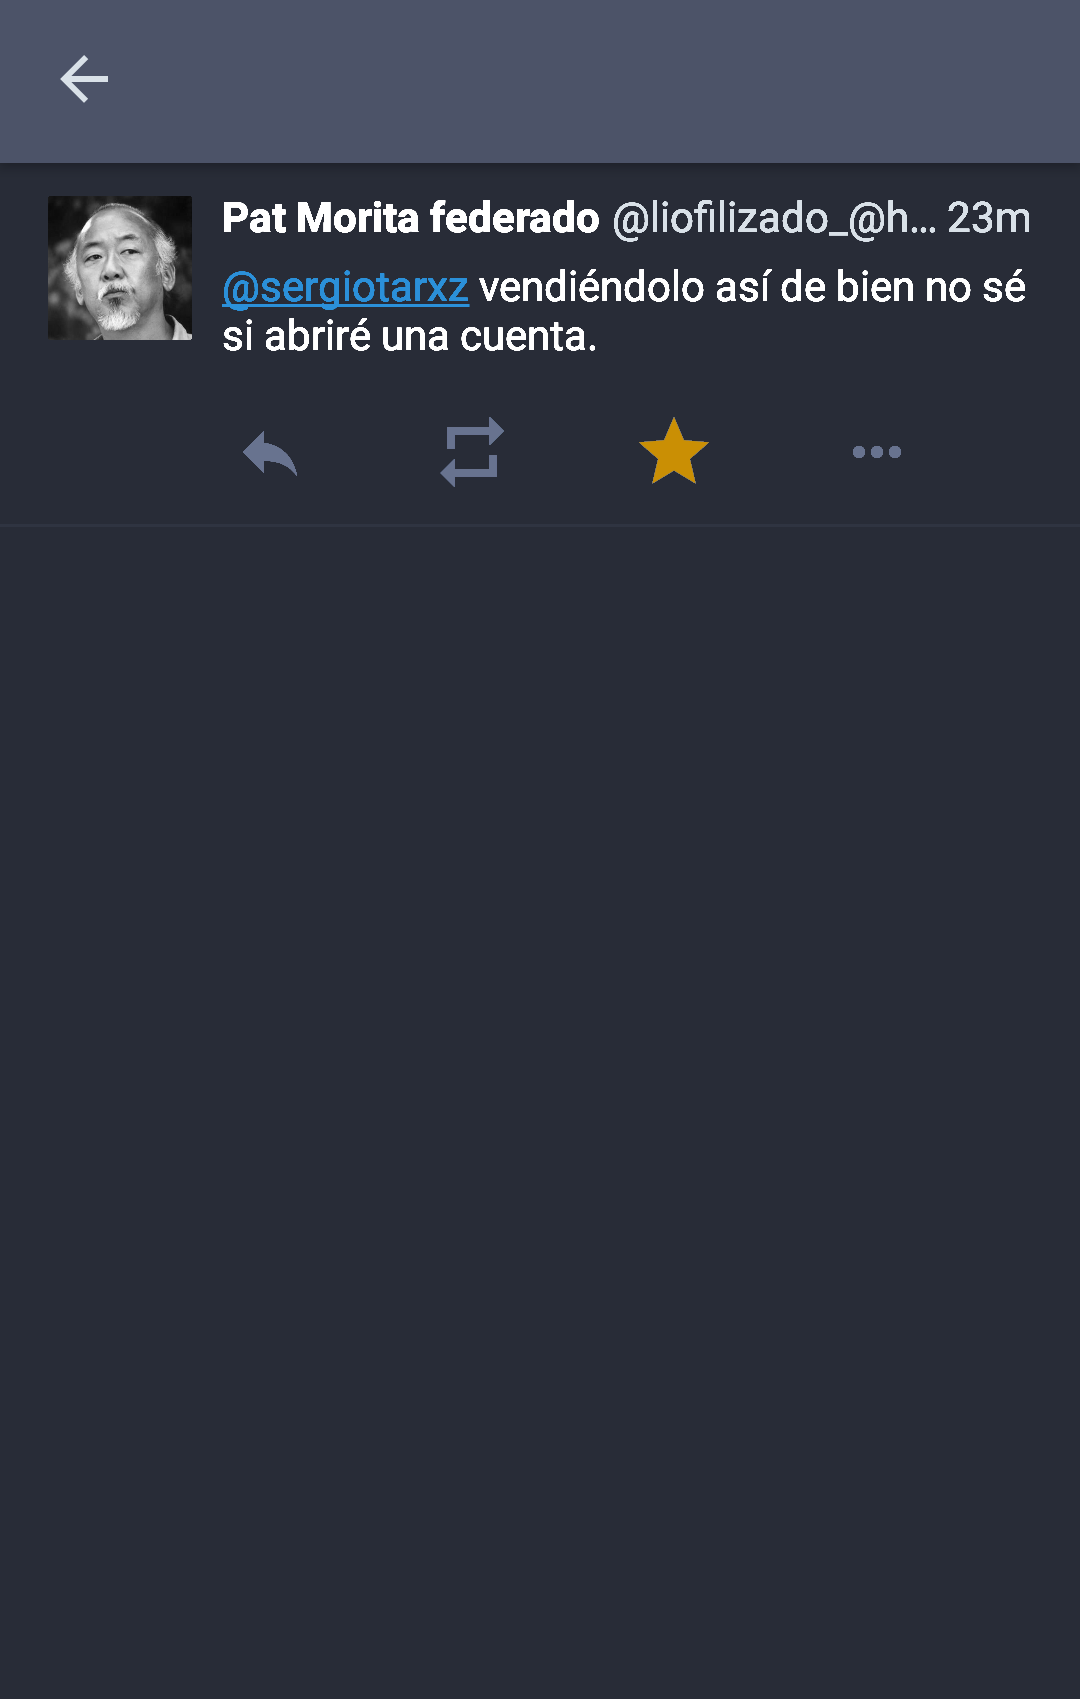 Pat Morita federado @liofilizado_@h... 23m
@sergiotarxz vendiéndolo así de bien no sé
si abriré una cuenta.